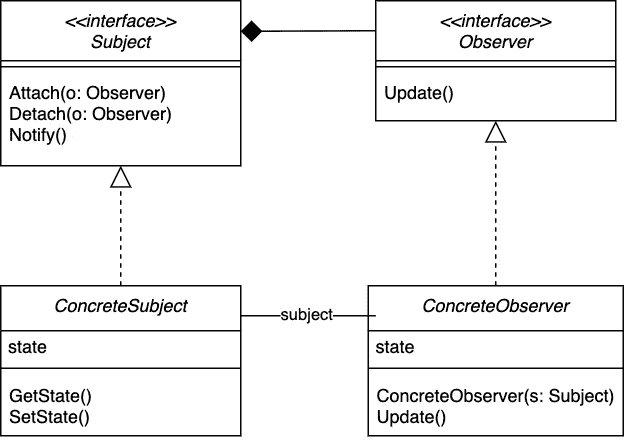 <<interface>>
Subject
Attach(o: Observer)
Detach(o: Observer)
Notify()
<<interface>>
Observer
Update()
ConcreteSubject
state
GetState()
SetState()
subject
ConcreteObserver
state
ConcreteObserver(s: Subject)
Update()